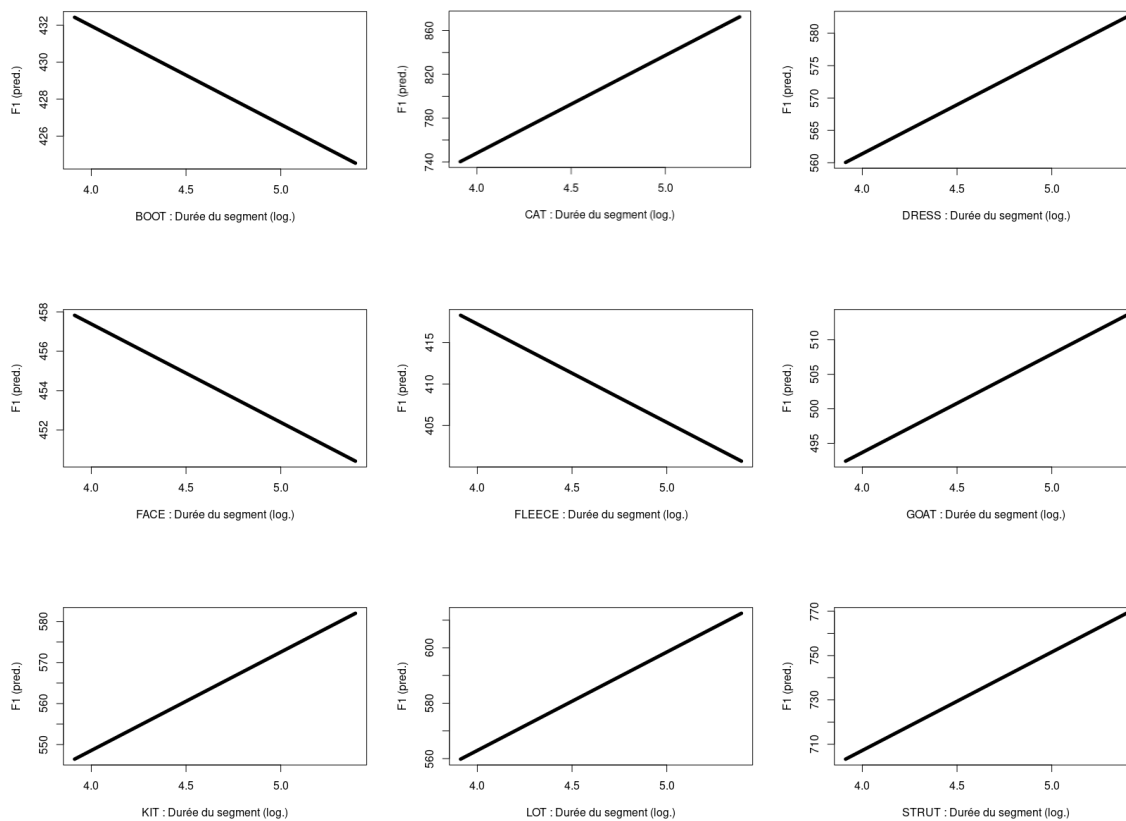 432
430
428
426
F1 (pred.)
4.0 4.5 5.0
BOOT : Durée du segment (log.)
860
820
780
740
F1 (pred.)
4.0 4.5 5.0
CAT : Durée du segment (log.)
580
575
570
565
560
F1 (pred.)
4.0 4.5 5.0
DRESS : Durée du segment (log.)
458
456
454
452
F1 (pred.)
4.0 4.5 5.0
FACE : Durée du segment (log.)
415
410
405
F1 (pred.)
4.0 4.5 5.0
FLEECE : Durée du segment (log.)
510
505
500
495
F1 (pred.)
4.0 4.5 5.0
GOAT : Durée du segment (log.)
580
570
560
550
F1 (pred.)
4.0 4.5 5.0
KIT : Durée du segment (log.)
600
580
560
F1 (pred.)
4.0 4.5 5.0
LOT : Durée du segment (log.)
770
750
730
710
F1 (pred.)
4.0 4.5 5.0
STRUT : Durée du segment (log.)